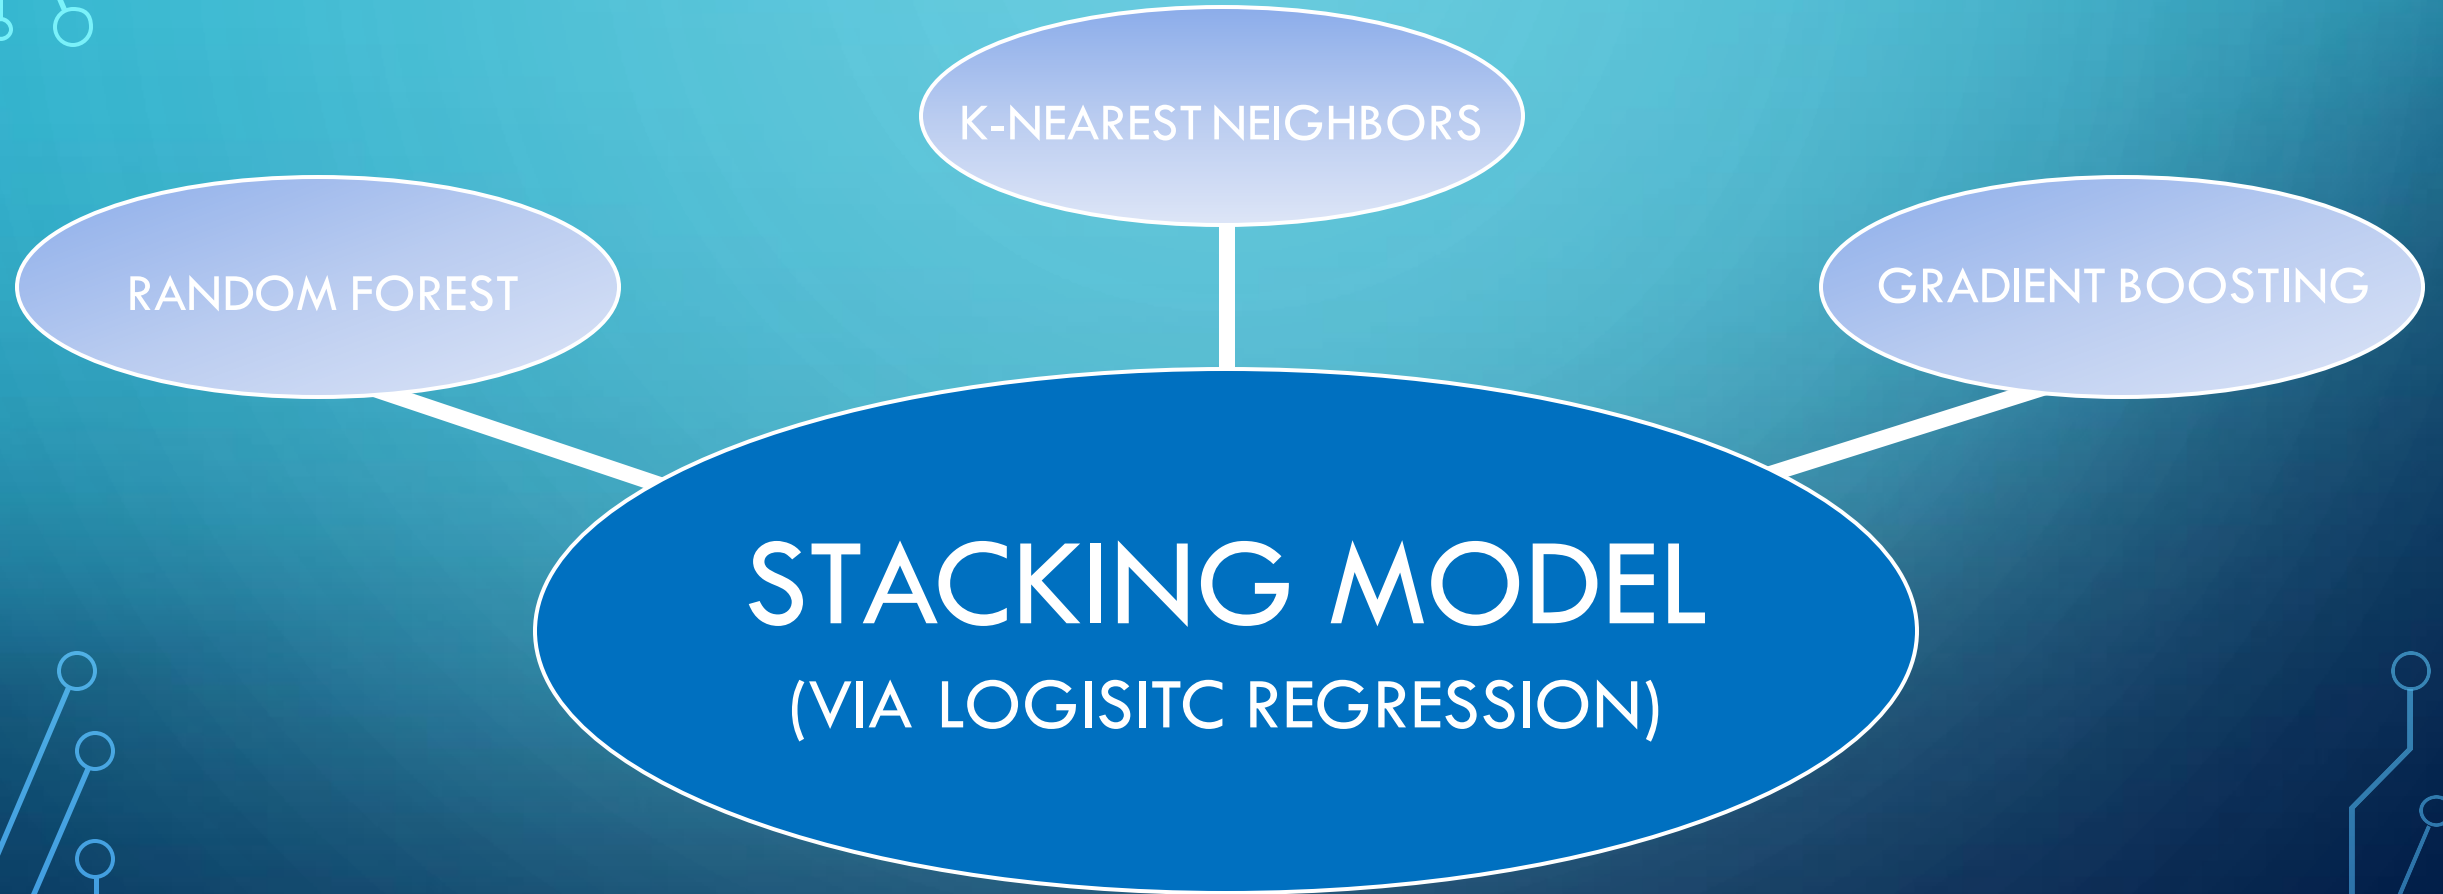 K-NEAREST NEIGHBORS
RANDOM FOREST
GRADIENT BOOSTING
STACKING MODEL
(VIA LOGISITC REGRESSION)